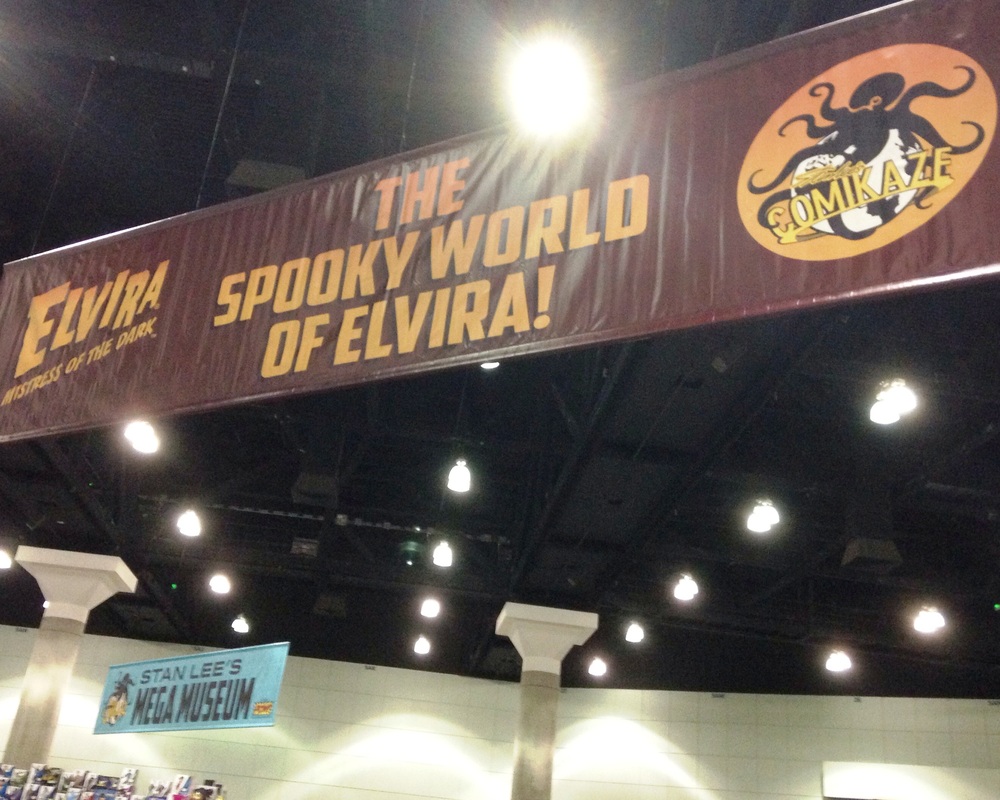 ELVIRA
MISTRESS OF THE DARK
THE
SPOOKY WORLD
OF ELVIRA!
COMIKAZE
STAN LEE'S
MEGA MUSEUM